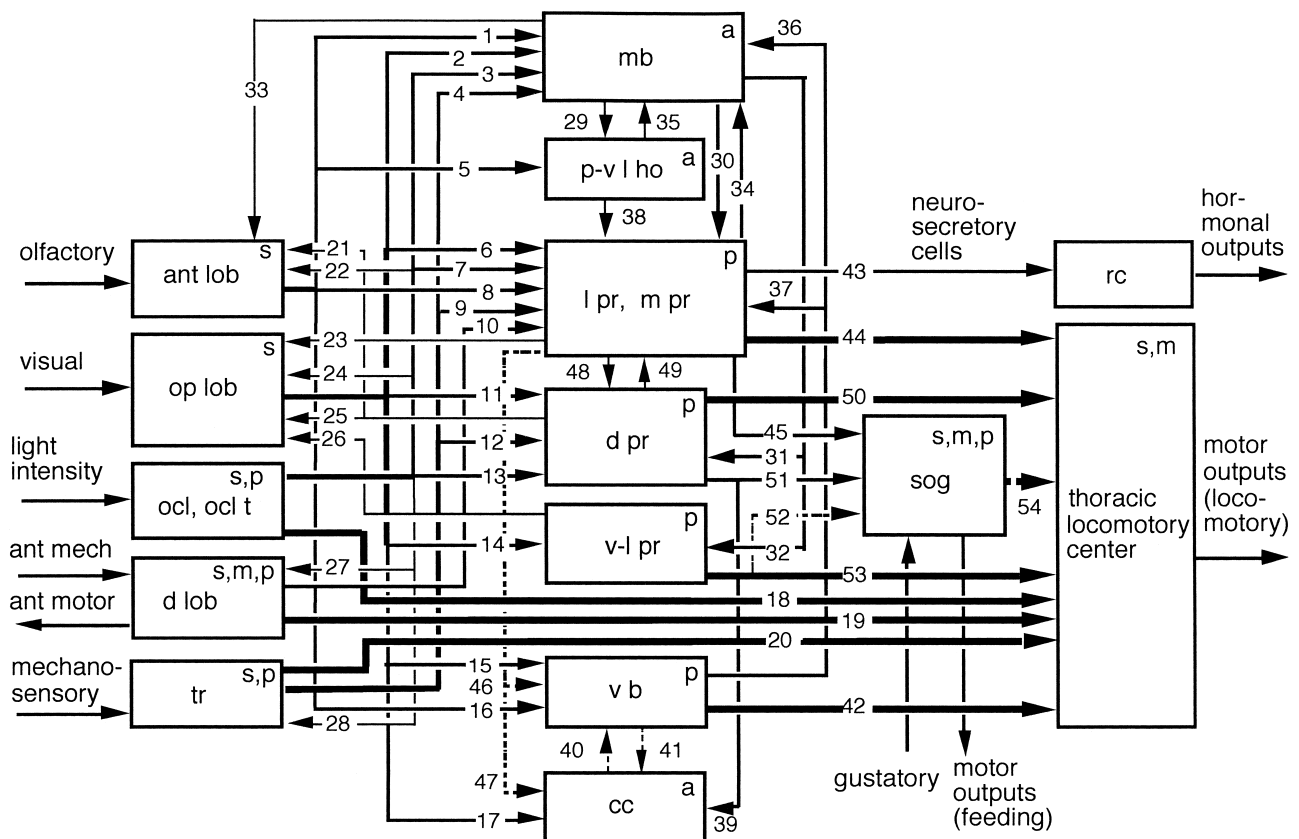 1
36
a
2
mb
3
33
4
29
35
30
a
5
p-v l ho
34
38
neuro-
secretory
cells
hor-
monal
outputs
olfactory
s
21
6
p
ant lob
22
7
43
rc
8
l pr, m pr
37
9
10
visual
s
23
44
s,m
op lob
24
48
49
11
p
50
25
light
intensity
26
12
d pr
45
s,m,p
31
s,p
13
51
sog
motor
outputs
(loco-
motory)
ocl, ocl t
54
thoracic
locomotory
center
p
52
14
v-l pr
32
ant mech
s,m,p
27
53
ant motor
d lob
18
19
20
mechano-
sensory
s,p
15
p
tr
46
v b
16
42
28
40
41
gustatory
motor
outputs
(feeding)
47
a
cc
17
39